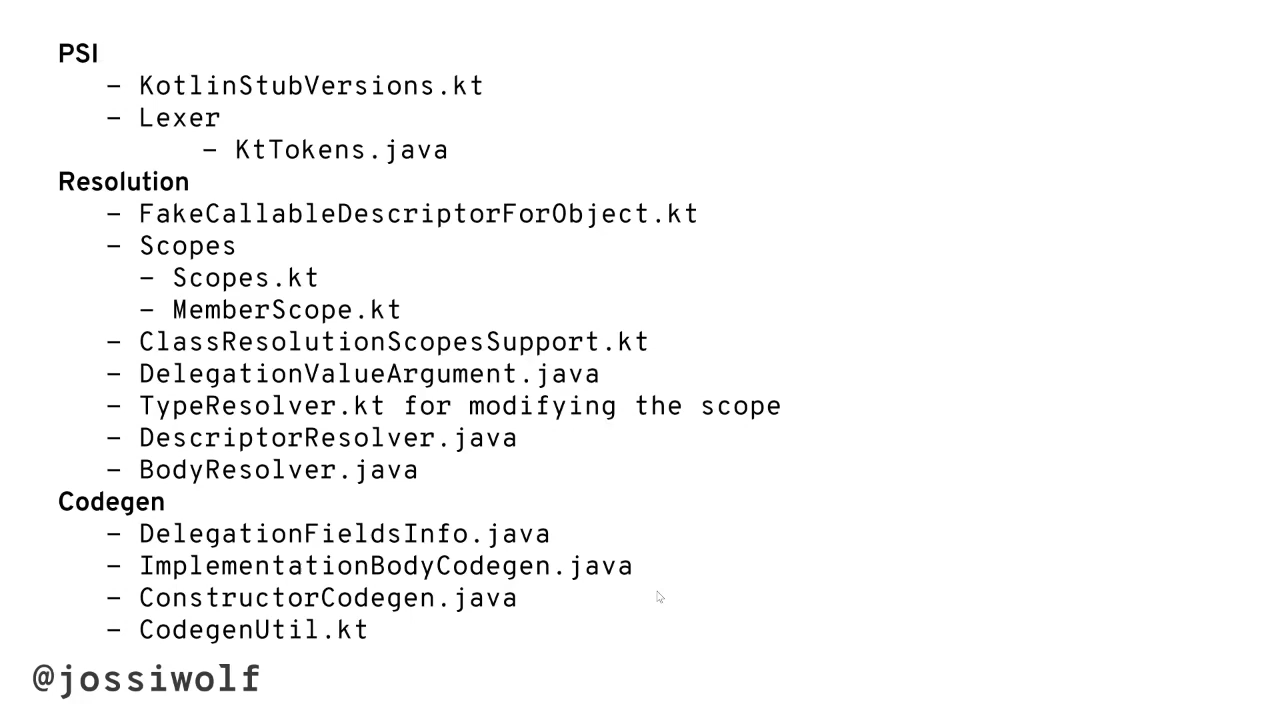 PSI
- KotlinStubVersions.kt
- Lexer
- KtTokens.java
Resolution
- FakeCallableDescriptorForObject.kt
- Scopes
- Scopes.kt
- MemberScope.kt
- ClassResolutionScopesSupport.kt
- DelegationValueArgument.java
- TypeResolver.kt for modifying the scope
- DescriptorResolver.java
- BodyResolver.java
Codegen
- DelegationFieldsInfo.java
- ImplementationBodyCodegen.java
- ConstructorCodegen.java
- CodegenUtil.kt
@jossiwolf